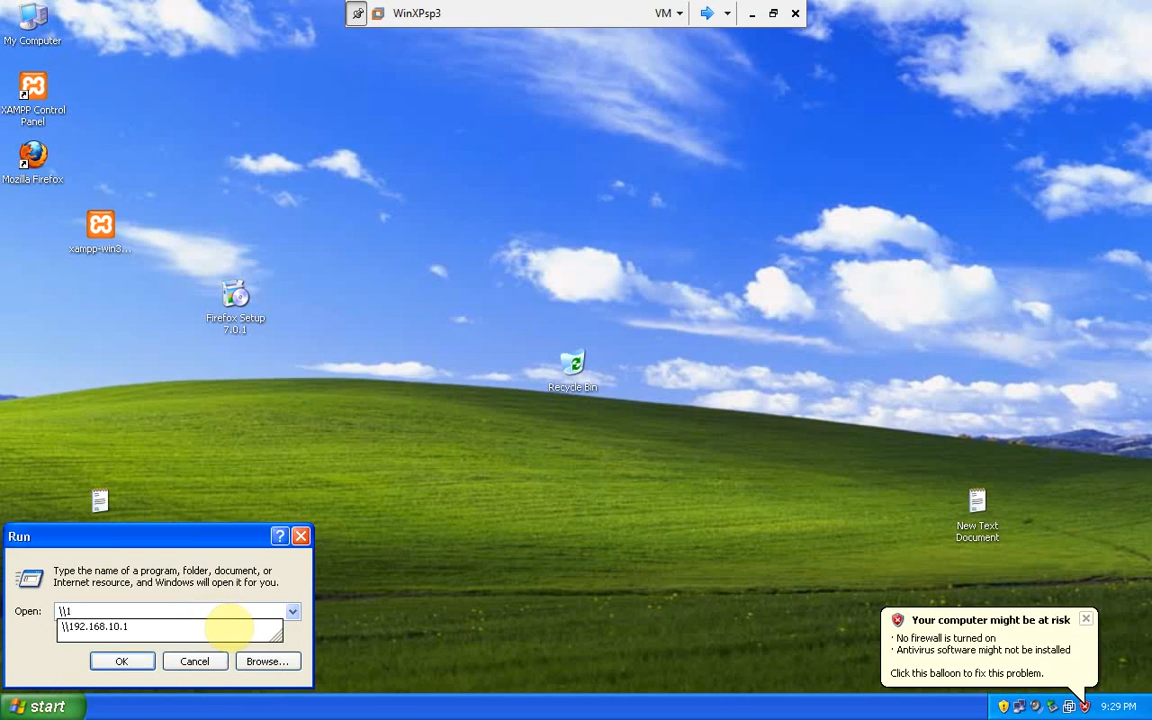 WinXPsp3
VM
My Computer
XAMPP Control
Panel
Mozilla Firefox
xampp-win3...
Firefox Setup
7.0.1
Recycle Bin
New Text
Document
Run
Type the name of a program, folder, document, or
Internet resource, and Windows will open it for you.
Open:
\\1
\\192.168.10.1
OK
Cancel
Browse...
Your computer might be at risk
· No firewall is turned on
· Antivirus software might not be installed
Click this balloon to fix this problem.
start
9:29 PM